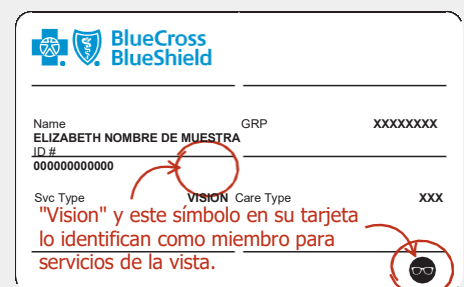 BlueCross
BlueShield
Name GRP XXXXXXXX
ELIZABETH NOMBRE DE MUESTRA
ID #
000000000000
Svc Type VISION Care Type XXX
"Vision" y este símbolo en su tarjeta
lo identifican como miembro para
servicios de la vista.